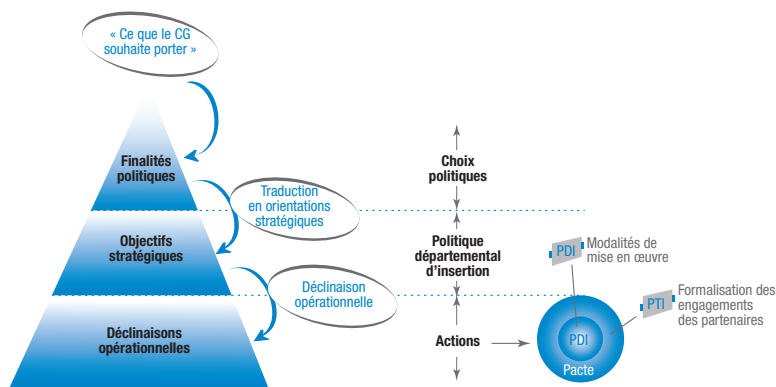 « Ce que le CG
souhaite porter »
Finalités
politiques
Choix
politiques
Traduction
en orientations
stratégiques
Objectifs
stratégiques
Politique
départemental
d'insertion
PDI
Modalités de
mise en œuvre
Déclinaison
opérationnelle
Formalisation des
engagements
des partenaires
PTI
Déclinaisons
opérationnelles
Actions
PDI
Pacte